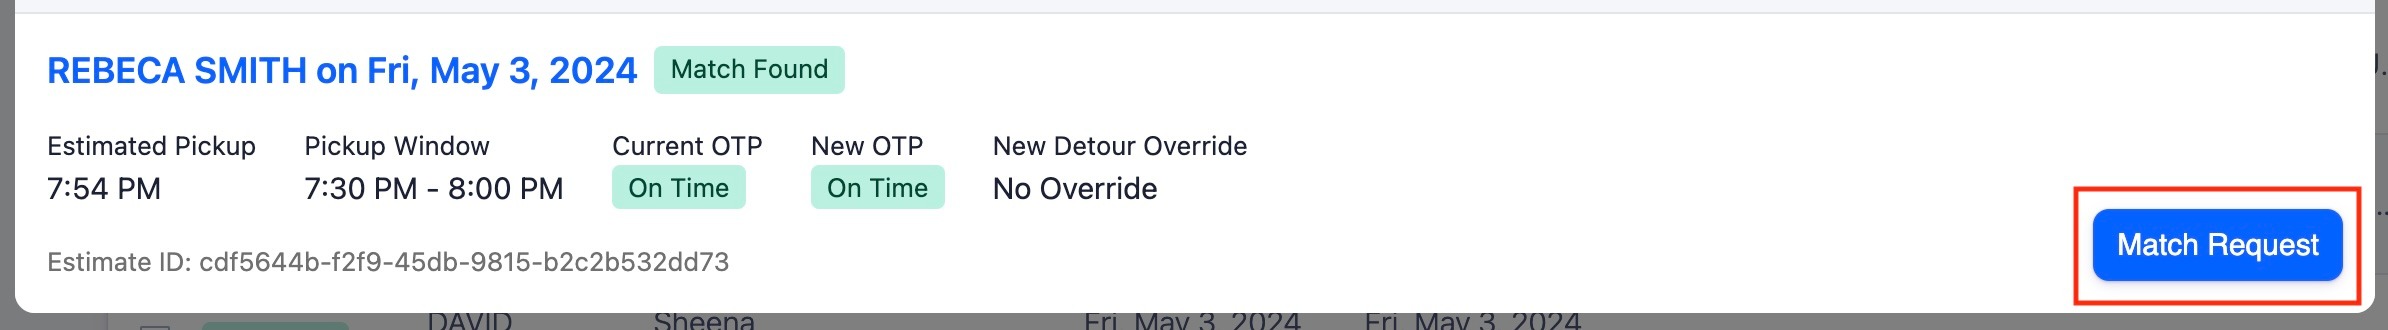 REBECA SMITH on Fri, May 3, 2024 Match Found
Estimated Pickup Pickup Window Current OTP New OTP New Detour Override
7:54 PM 7:30 PM - 8:00 PM On Time On Time No Override
Match Request
Estimate ID: cdf5644b-f2f9-45db-9815-b2c2b532dd73
DAVID Sheena Fri, May 3, 2024 Fri, May 3, 2024